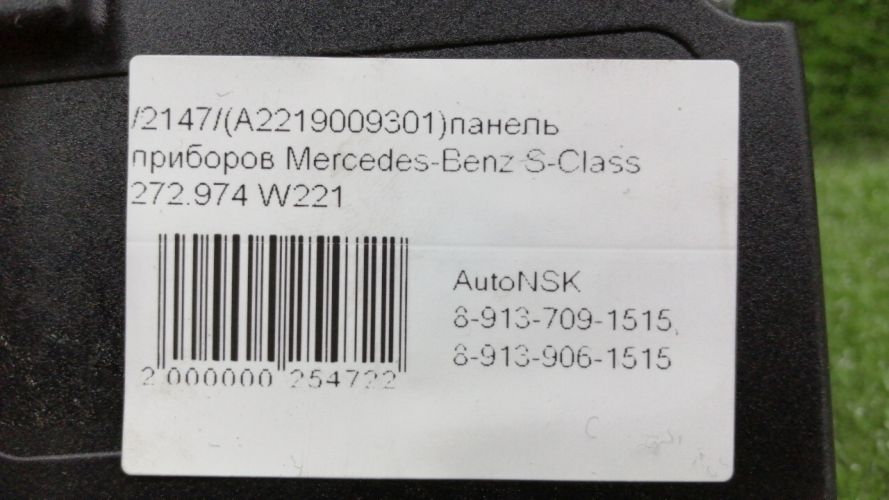 /2147/(A2219009301)панель
приборов Mercedes-Benz S-Class
272.974 W221
AutoNSK
8-913-709-1515,
8-913-906-1515
2 000000 254722